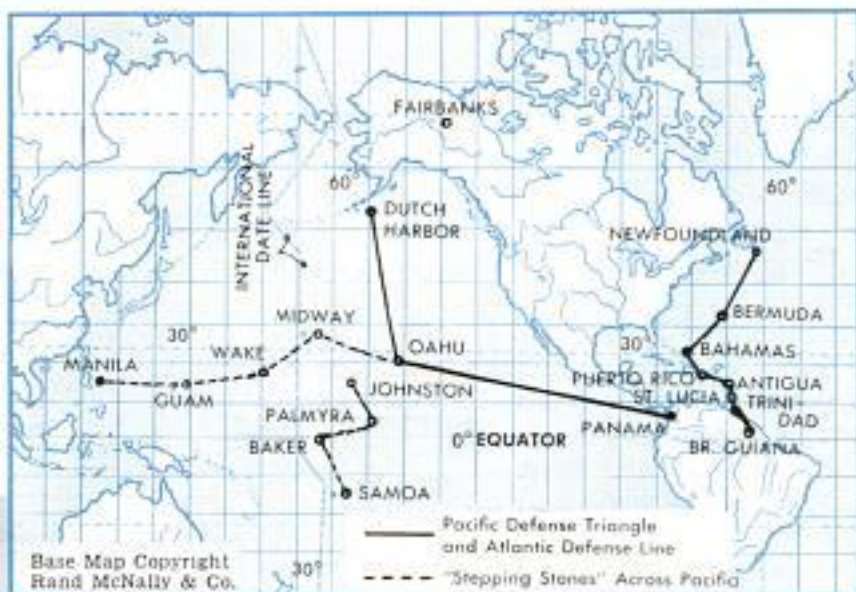 FAIRBANKS
60°
60°
INTERNATIONAL
DATE LINE
DUTCH
HARBOR
NEWFOUNDLAND
BERMUDA
MIDWAY
30°
30°
OAHU
BAHAMAS
WAKE
MANILA
GUAM
JOHNSTON
PUERTO RICO
ANTIGUA
ST. LUCIA
TRINI-
DAD
PALMYRA
PANAMA
BAKER
0° EQUATOR
BR. GUIANA
SAMOA
Pacific Defense Triangle
and Atlantic Defense Line
"Stepping Stones" Across Pacific
30°
Base Map Copyright
Rand McNally & Co.